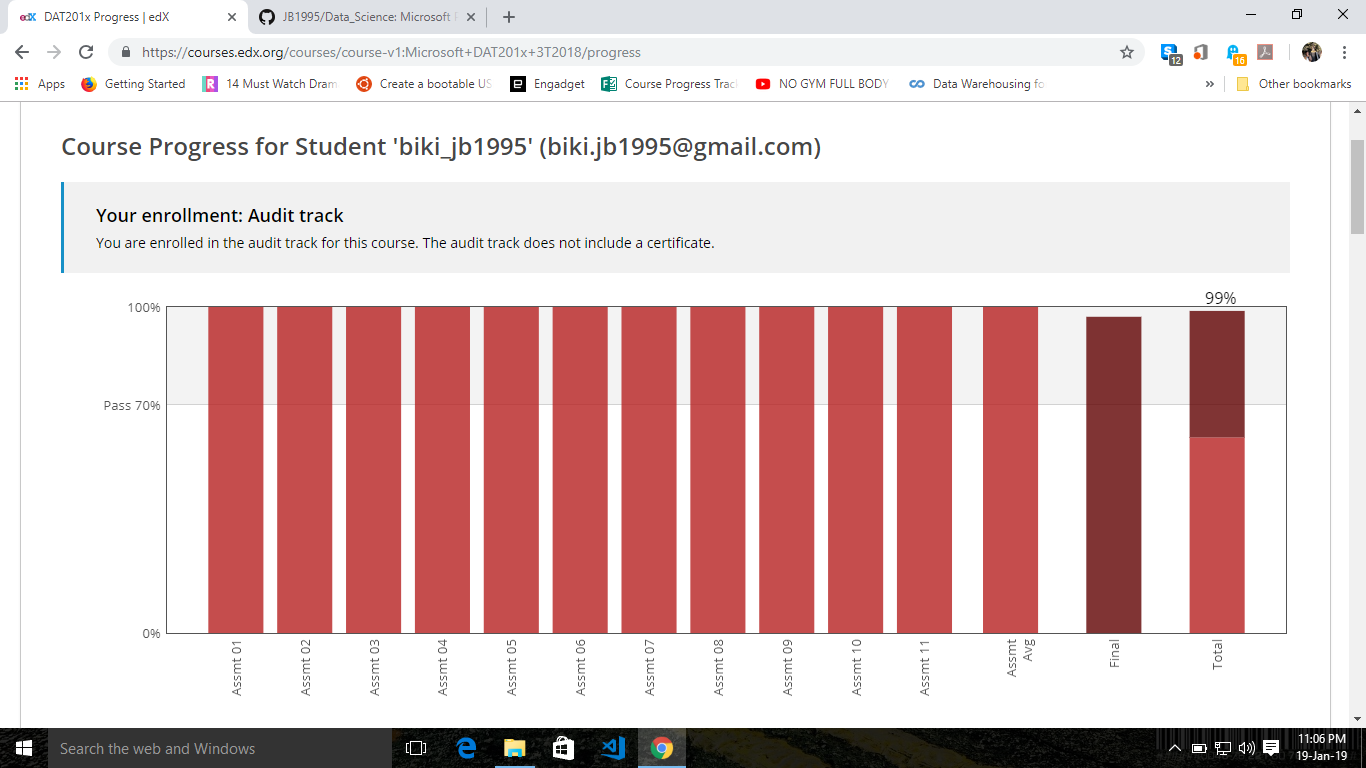 edX DAT201x Progress | edX
JB1995/Data_Science: Microsoft
https://courses.edx.org/courses/course-v1:Microsoft+DAT201x+3T2018/progress
12
16
Apps
Getting Started
14 Must Watch Dram
Create a bootable US
Engadget
Course Progress Trac
NO GYM FULL BODY
Data Warehousing fo
Other bookmarks
Course Progress for Student 'biki_jb1995' (biki.jb1995@gmail.com)
Your enrollment: Audit track
You are enrolled in the audit track for this course. The audit track does not include a certificate.
99%
100%
Pass 70%
0%
Assmt 01
Assmt 02
Assmt 03
Assmt 04
Assmt 05
Assmt 06
Assmt 07
Assmt 08
Assmt 09
Assmt 10
Assmt 11
Assmt
Avg
Final
Total
Search the web and Windows
11:06 PM
19-Jan-19